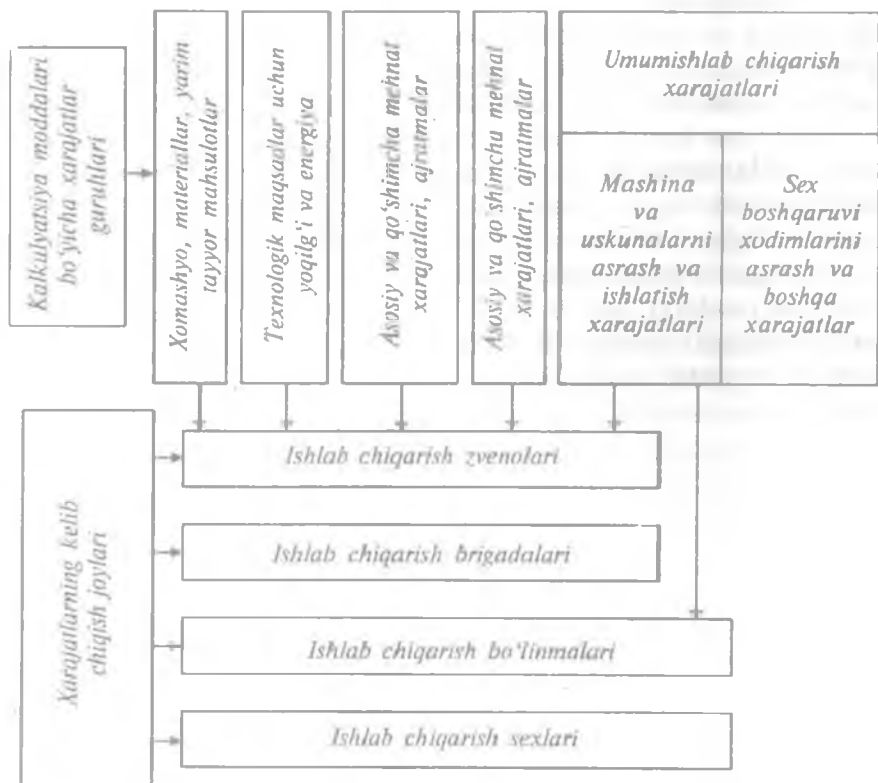 Kalkulyatsiya moddalari
bo'yicha xarajatlar
guruhlari
Xomashyo, materiallar, yarim
tayyor mahsulotlar
Texnologik maqsadlar uchun
yoqilg'i va energiya
Asosiy va qo'shimcha mehnat
xarajatlari, ajratmalar
Asosiy va qo'shimcha mehnat
xarajatlari, ajratmalar
Umumishlab chiqarish
xarajatlari
Mashina
va
uskunalarni
asrash va
ishlatish
xarajatlari
Sex
boshqaruvi
xodimlarini
asrash va
boshqa
xarajatlar
Xarajatlarning kelib
chiqish joylari
Ishlab chiqarish zvenolari
Ishlab chiqarish brigadalari
Ishlab chiqarish bo'linmalari
Ishlab chiqarish sexlari